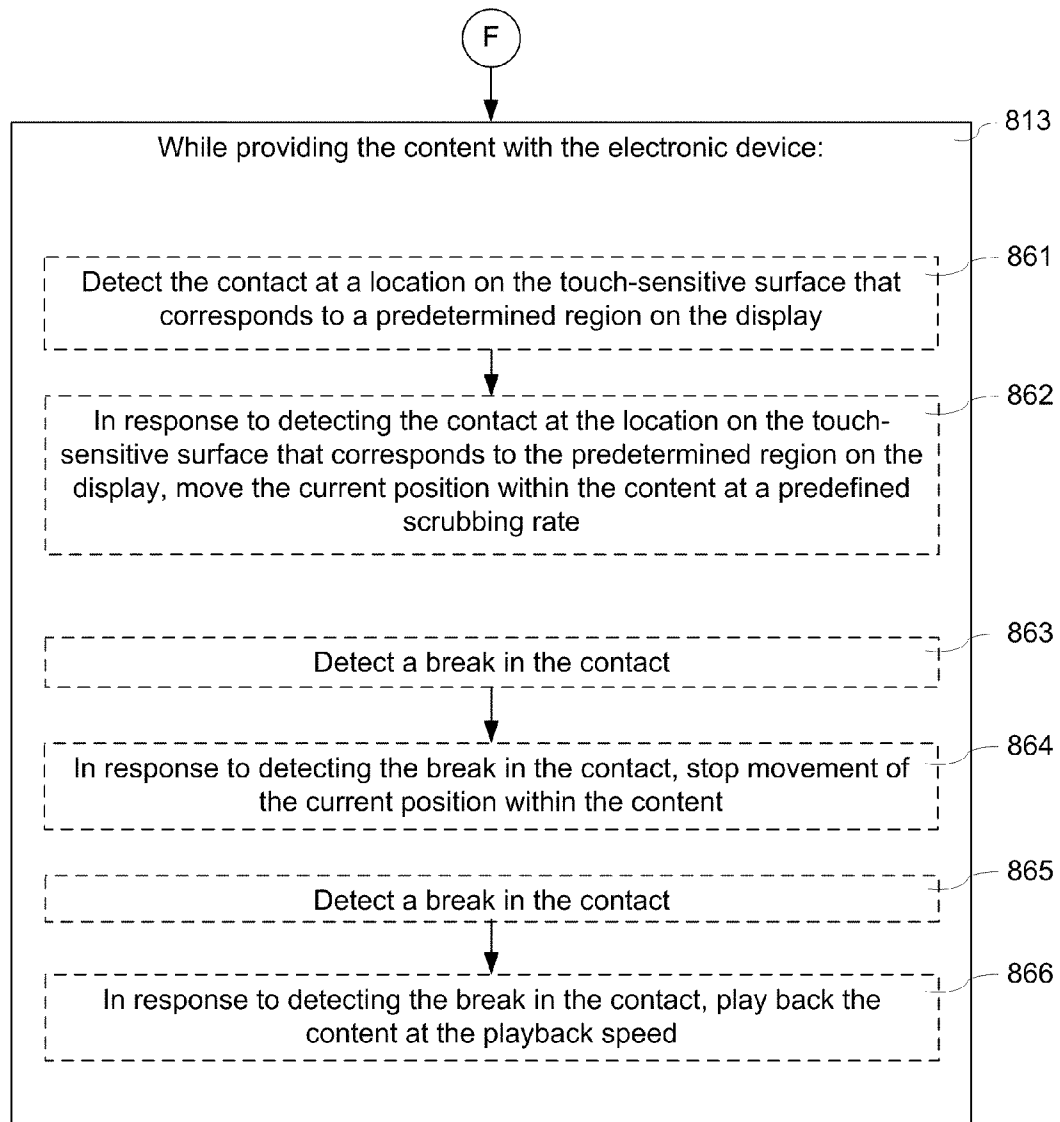 F
813
While providing the content with the electronic device:
861
Detect the contact at a location on the touch-sensitive surface that
corresponds to a predetermined region on the display
862
In response to detecting the contact at the location on the touch-
sensitive surface that corresponds to the predetermined region on the
display, move the current position within the content at a predefined
scrubbing rate
863
Detect a break in the contact
864
In response to detecting the break in the contact, stop movement of
the current position within the content
865
Detect a break in the contact
866
In response to detecting the break in the contact, play back the
content at the playback speed